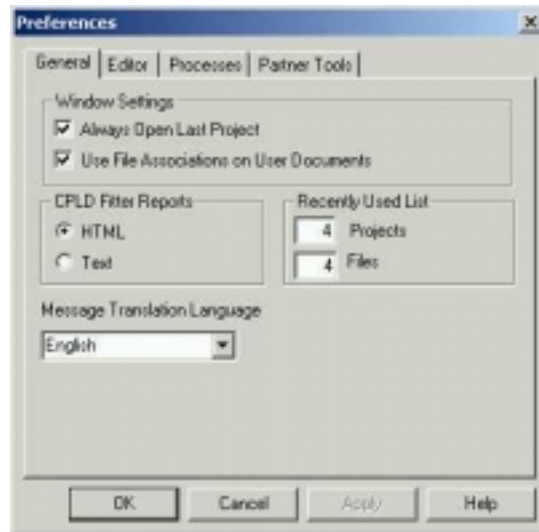 Preferences
General Editor Processes Partner Tools
Window Settings
Always Open Last Project
Use File Associations on User Documents
CPLD Fitter Reports
HTML
Text
Recently Used List
4 Projects
4 Files
Message Translation Language
English
OK Cancel Apply Help